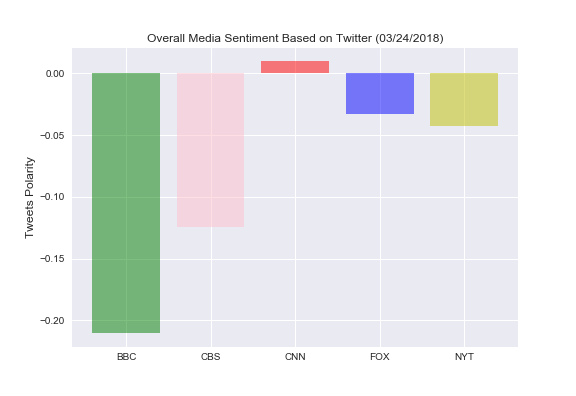 Overall Media Sentiment Based on Twitter (03/24/2018)
Tweets Polarity
0.00
−0.05
−0.10
−0.15
−0.20
BBC CBS CNN FOX NYT